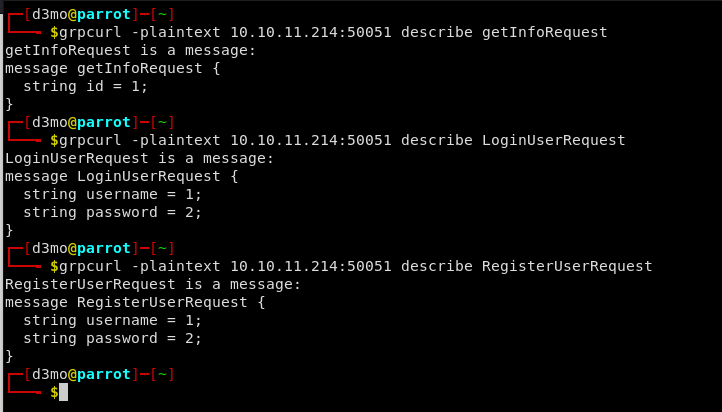 ┌─[d3mo@parrot]─[~]
└──╼ $grpcurl -plaintext 10.10.11.214:50051 describe getInfoRequest
getInfoRequest is a message:
message getInfoRequest {
  string id = 1;
}
┌─[d3mo@parrot]─[~]
└──╼ $grpcurl -plaintext 10.10.11.214:50051 describe LoginUserRequest
LoginUserRequest is a message:
message LoginUserRequest {
  string username = 1;
  string password = 2;
}
┌─[d3mo@parrot]─[~]
└──╼ $grpcurl -plaintext 10.10.11.214:50051 describe RegisterUserRequest
RegisterUserRequest is a message:
message RegisterUserRequest {
  string username = 1;
  string password = 2;
}
┌─[d3mo@parrot]─[~]
└──╼ $